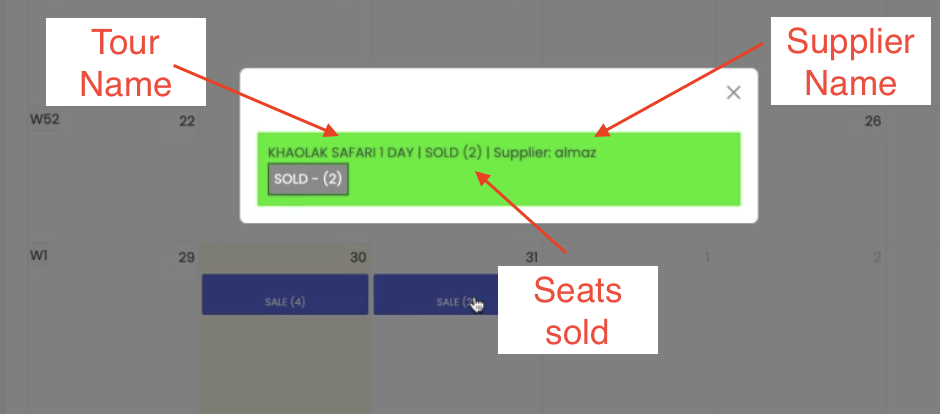 Tour
Name
Supplier
Name
KHAOLAK SAFARI 1 DAY | SOLD (2) | Supplier: almaz
SOLD - (2)
W52
22
26
W1
29
30
31
1
2
SALE (4)
SALE (2)
Seats
sold